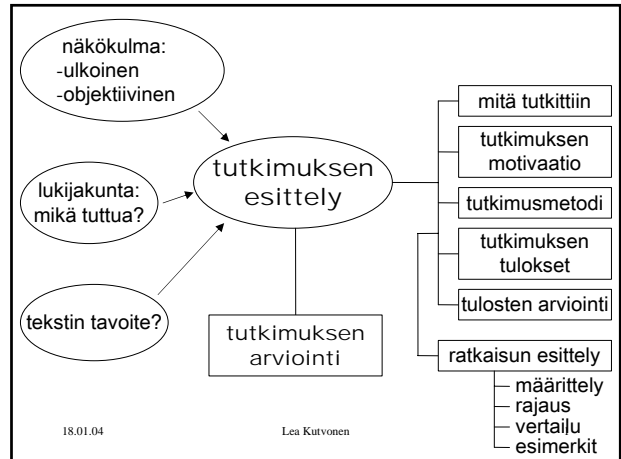 näkökulma:
-ulkoinen
-objektiivinen
lukijakunta:
mikä tuttua?
tekstin tavoite?
tutkimuksen
esittely
tutkimuksen
arviointi
mitä tutkittiin
tutkimuksen
motivaatio
tutkimusmetodi
tutkimuksen
tulokset
tulosten arviointi
ratkaisun esittely
määrittely
rajaus
vertailu
esimerkit
18.01.04
Lea Kutvonen